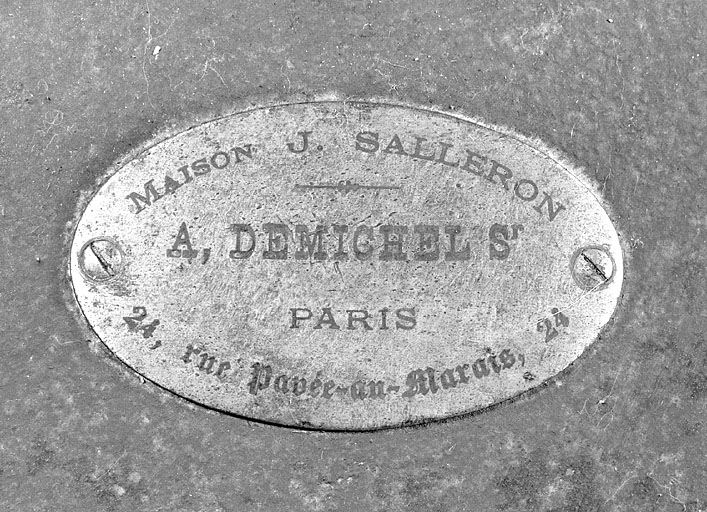 MAISON J. SALLERON
A. DEMICHEL Sr
PARIS
24, rue Pavée-au-Marais, 24